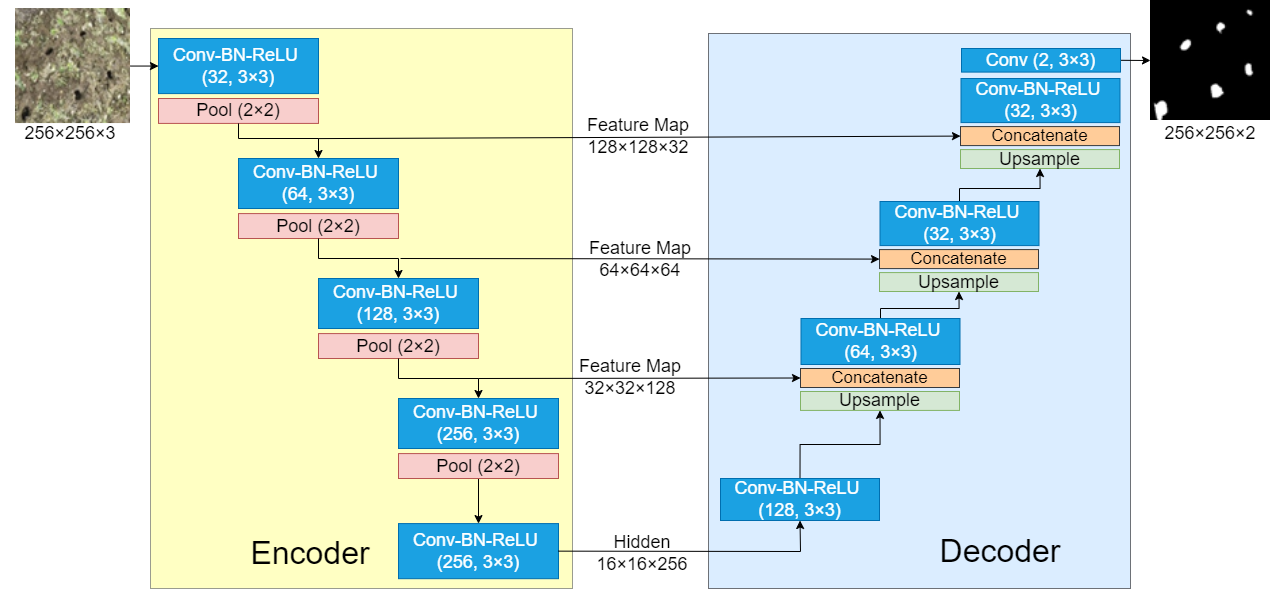 256×256×3
Conv-BN-ReLU
(32, 3×3)
Pool (2×2)
Conv-BN-ReLU
(64, 3×3)
Pool (2×2)
Conv-BN-ReLU
(128, 3×3)
Pool (2×2)
Conv-BN-ReLU
(256, 3×3)
Pool (2×2)
Conv-BN-ReLU
(256, 3×3)
Encoder
Feature Map
128×128×32
Feature Map
64×64×64
Feature Map
32×32×128
Hidden
16×16×256
Conv (2, 3×3)
Conv-BN-ReLU
(32, 3×3)
Concatenate
Upsample
Conv-BN-ReLU
(32, 3×3)
Concatenate
Upsample
Conv-BN-ReLU
(64, 3×3)
Concatenate
Upsample
Conv-BN-ReLU
(128, 3×3)
Decoder
256×256×2